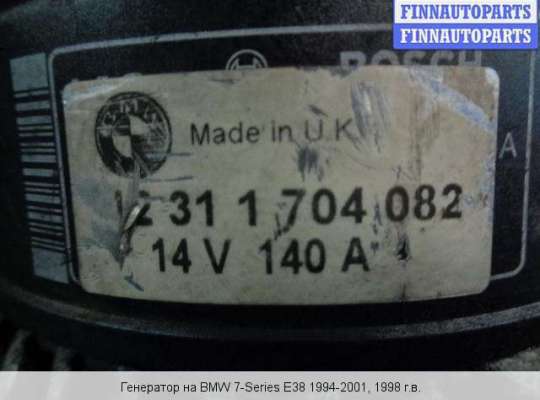 FINNAUTOPARTS
FINNAUTOPARTS
BOSCH
Made in U.K
A
12 31 1 704 082
14 V 140 A
Генератор на BMW 7-Series E38 1994-2001, 1998 г.в.